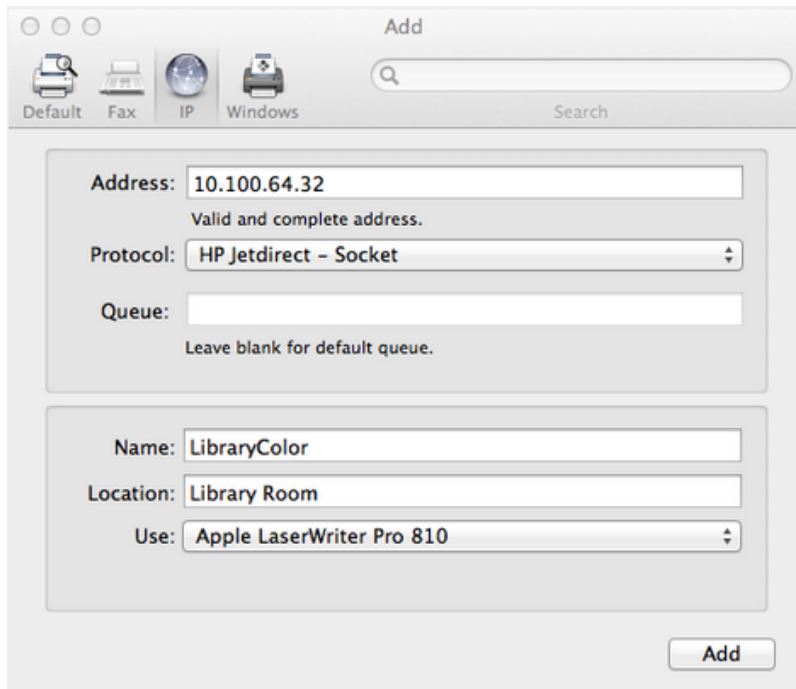 Add
Default Fax IP Windows Search
Address: 10.100.64.32
Valid and complete address.
Protocol: HP Jetdirect – Socket
Queue:
Leave blank for default queue.
Name: LibraryColor
Location: Library Room
Use: Apple LaserWriter Pro 810
Add